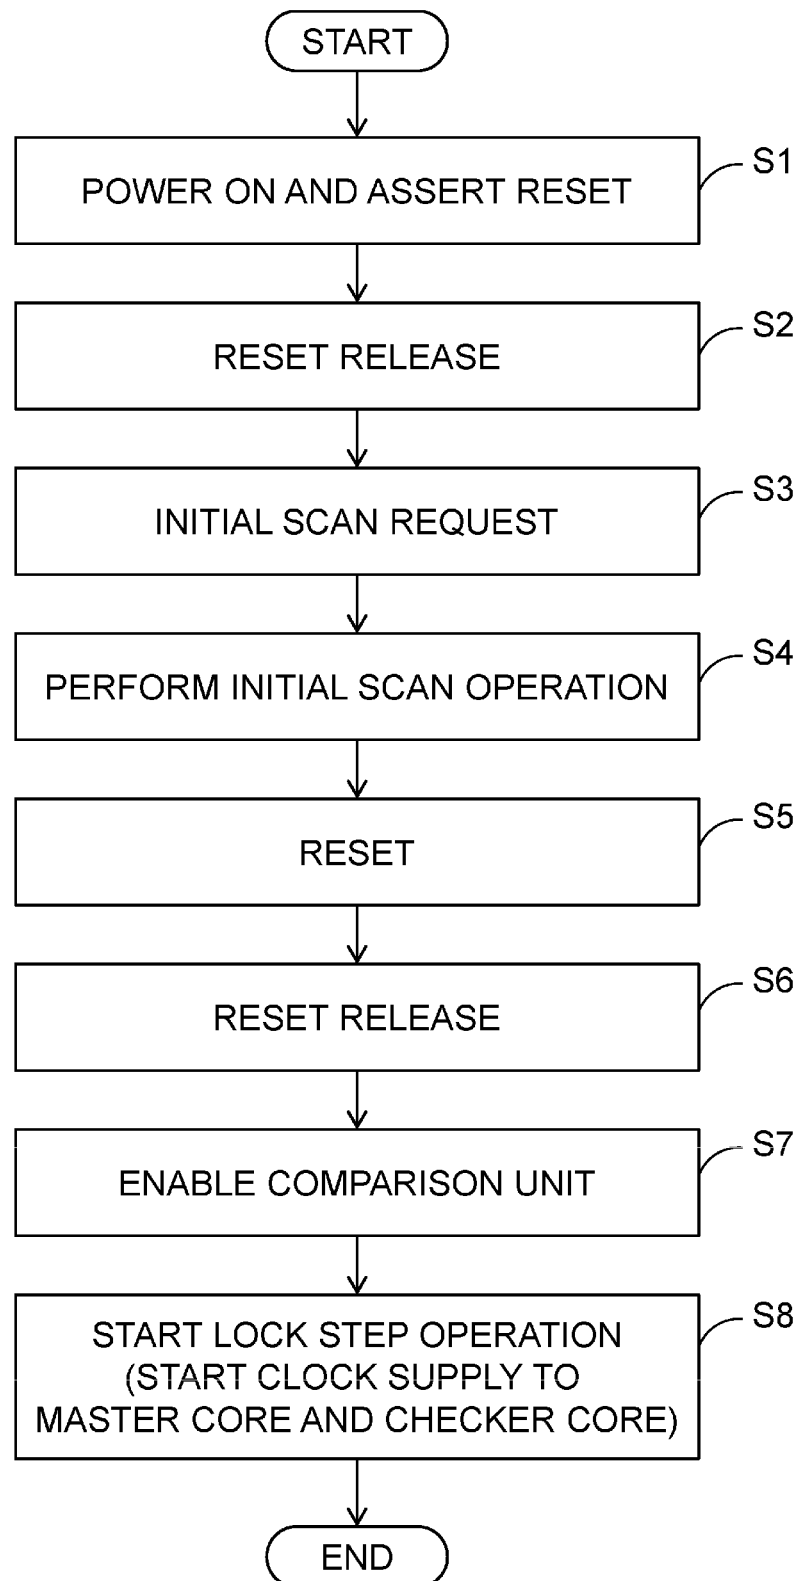 START
S1
POWER ON AND ASSERT RESET
S2
RESET RELEASE
S3
INITIAL SCAN REQUEST
S4
PERFORM INITIAL SCAN OPERATION
S5
RESET
S6
RESET RELEASE
S7
ENABLE COMPARISON UNIT
S8
START LOCK STEP OPERATION
(START CLOCK SUPPLY TO
MASTER CORE AND CHECKER CORE)
END